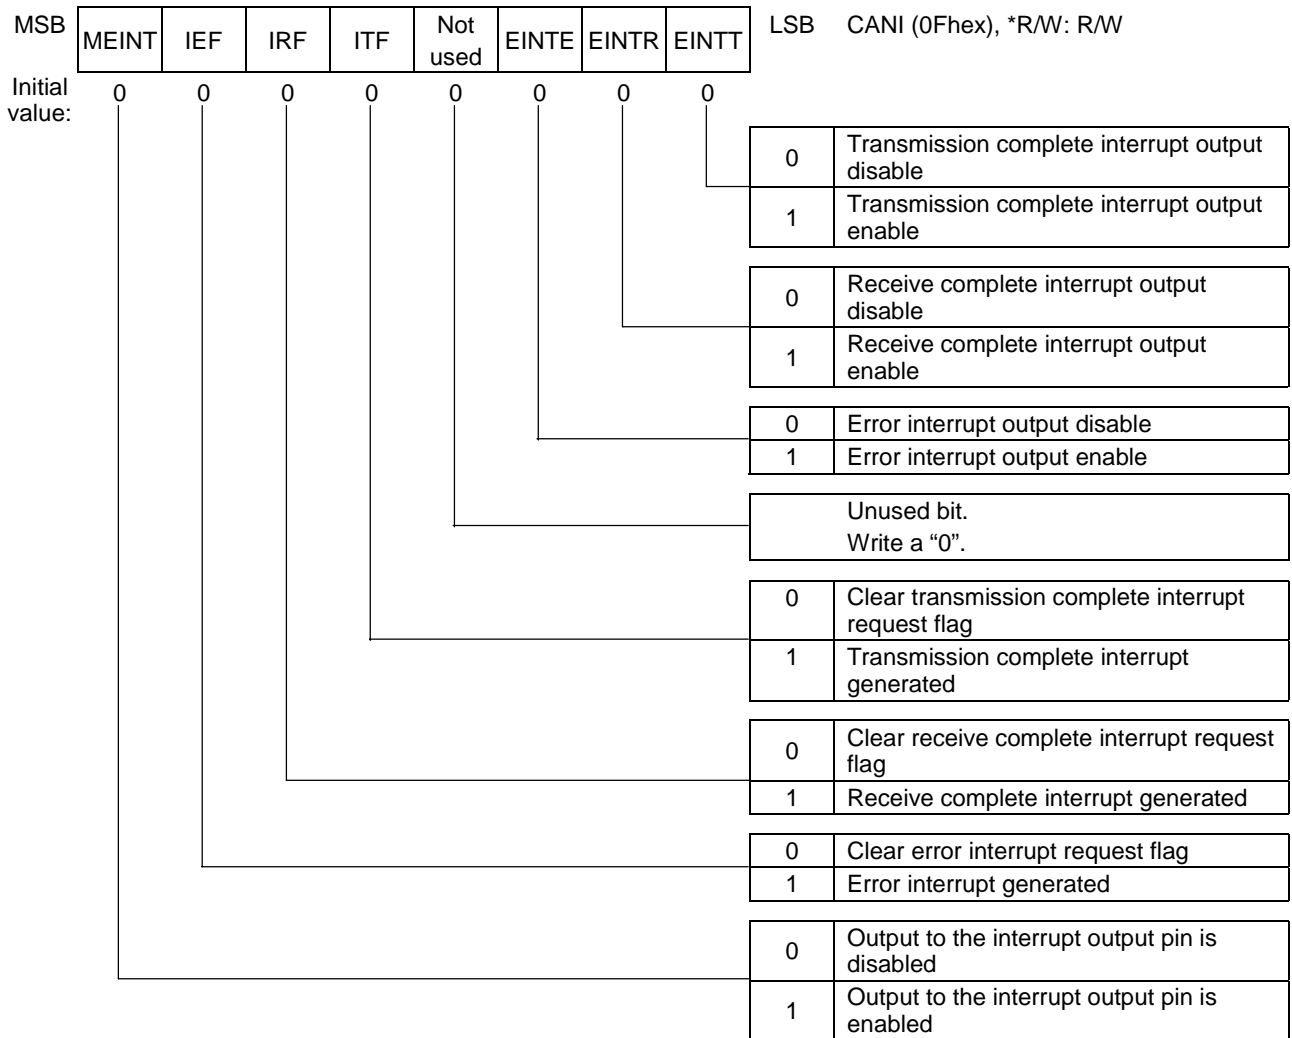 MSB MEINT IEF IRF ITF Not used EINTE EINTR EINTT LSB CANI (0Fhex), *R/W: R/W
Initial value: 0 0 0 0 0 0 0 0
0 Transmission complete interrupt output
disable
1 Transmission complete interrupt output
enable
0 Receive complete interrupt output
disable
1 Receive complete interrupt output
enable
0 Error interrupt output disable
1 Error interrupt output enable
Unused bit.
Write a “0”.
0 Clear transmission complete interrupt
request flag
1 Transmission complete interrupt
generated
0 Clear receive complete interrupt request
flag
1 Receive complete interrupt generated
0 Clear error interrupt request flag
1 Error interrupt generated
0 Output to the interrupt output pin is
disabled
1 Output to the interrupt output pin is
enabled